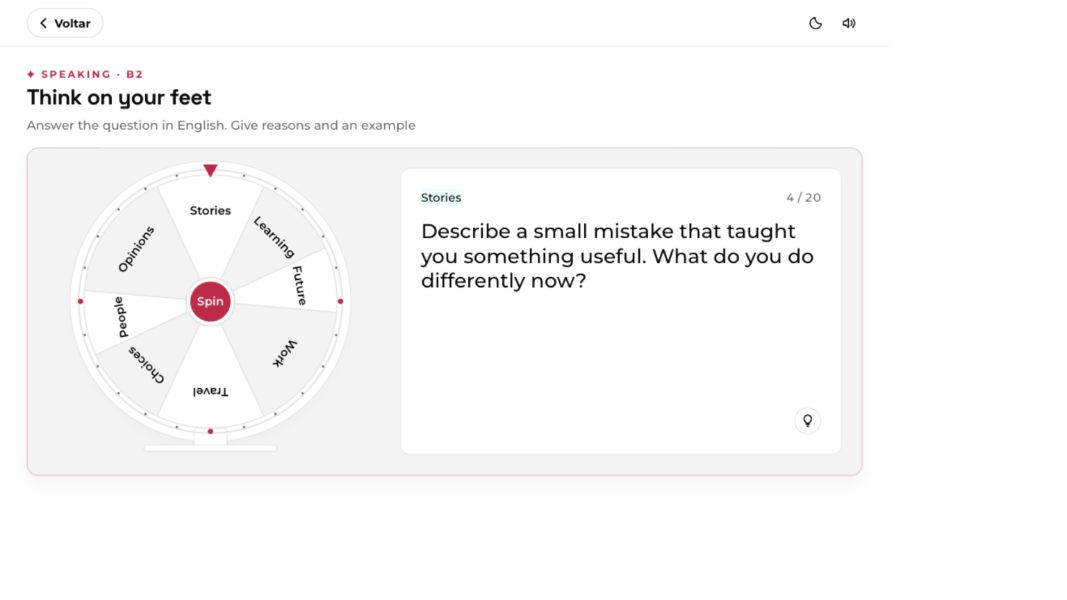 Voltar
SPEAKING · B2
Think on your feet
Answer the question in English. Give reasons and an example
Stories
Learning
Future
Work
Travel
Choices
People
Opinions
Spin
Stories
4 / 20
Describe a small mistake that taught
you something useful. What do you do
differently now?